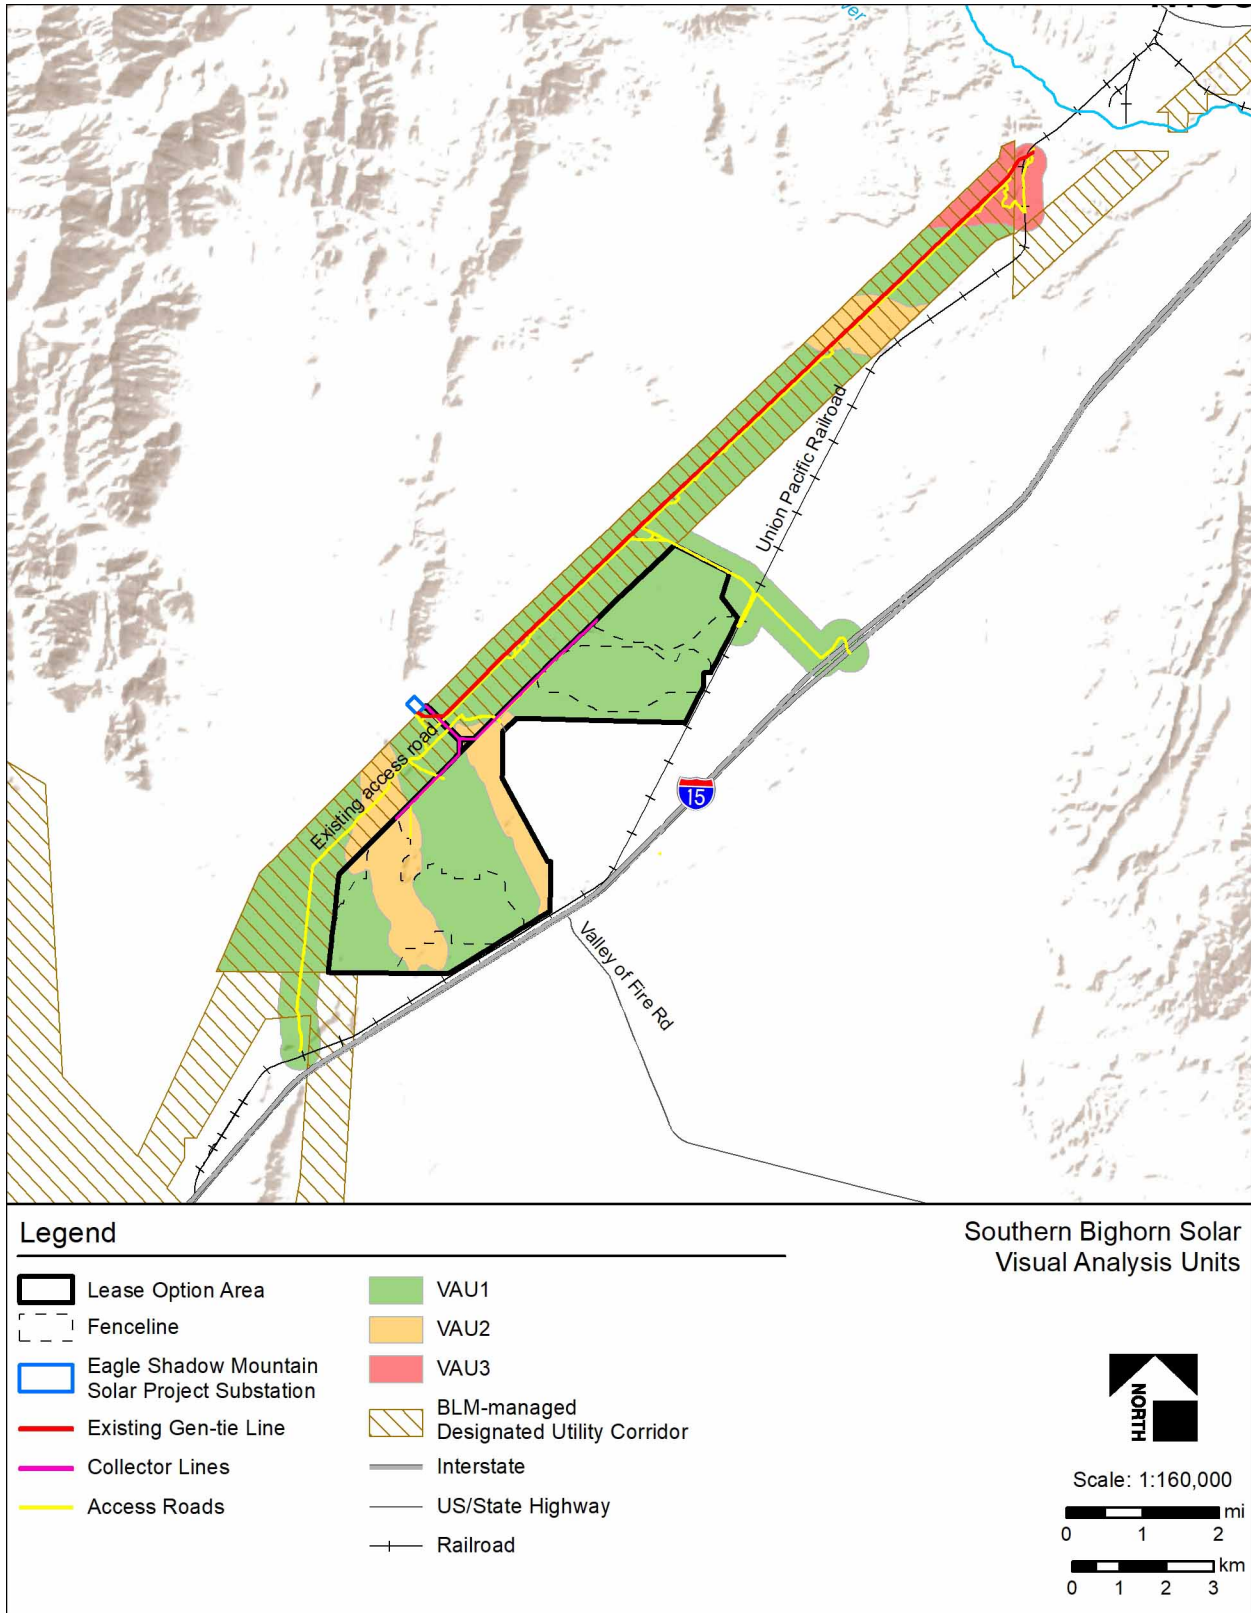 Union Pacific Railroad
Existing access road
15
Valley of Fire Rd
Legend
Lease Option Area
Fenceline
Eagle Shadow Mountain
Solar Project Substation
Existing Gen-tie Line
Collector Lines
Access Roads
VAU1
VAU2
VAU3
BLM-managed
Designated Utility Corridor
Interstate
US/State Highway
Railroad
Southern Bighorn Solar
Visual Analysis Units
NORTH
Scale: 1:160,000
mi
0 1 2
km
0 1 2 3